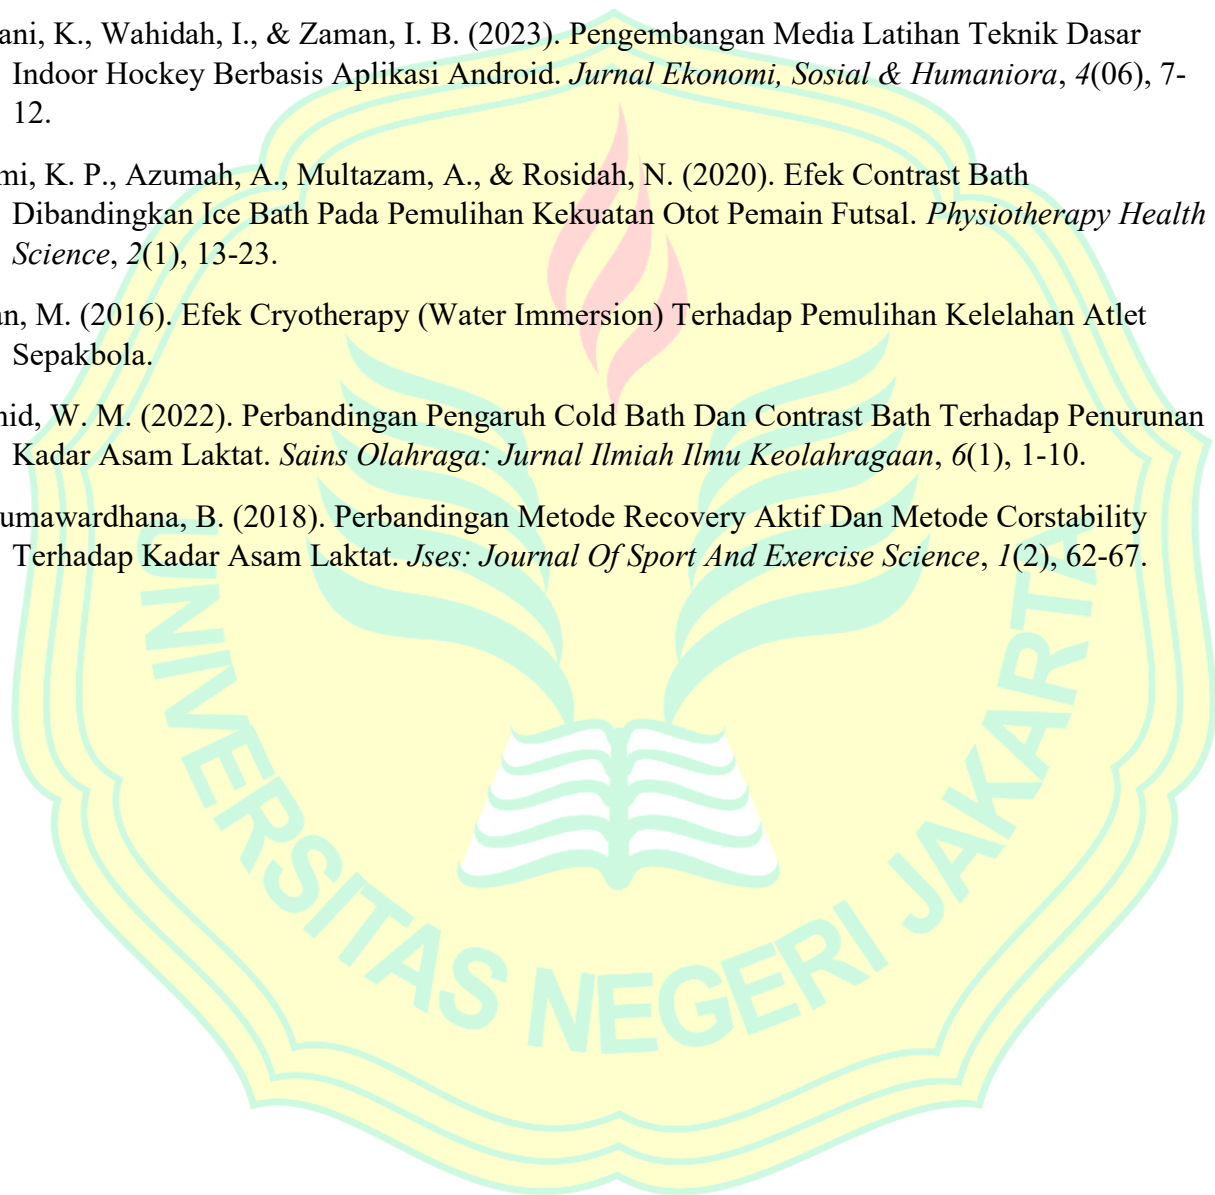 ani, K., Wahidah, I., & Zaman, I. B. (2023). Pengembangan Media Latihan Teknik Dasar
Indoor Hockey Berbasis Aplikasi Android. Jurnal Ekonomi, Sosial & Humaniora, 4(06), 7-
12.
mi, K. P., Azumah, A., Multazam, A., & Rosidah, N. (2020). Efek Contrast Bath
Dibandingkan Ice Bath Pada Pemulihan Kekuatan Otot Pemain Futsal. Physiotherapy Health
Science, 2(1), 13-23.
an, M. (2016). Efek Cryotherapy (Water Immersion) Terhadap Pemulihan Kelelahan Atlet
Sepakbola.
hid, W. M. (2022). Perbandingan Pengaruh Cold Bath Dan Contrast Bath Terhadap Penurunan
Kadar Asam Laktat. Sains Olahraga: Jurnal Ilmiah Ilmu Keolahragaan, 6(1), 1-10.
umawardhana, B. (2018). Perbandingan Metode Recovery Aktif Dan Metode Corstability
Terhadap Kadar Asam Laktat. Jses: Journal Of Sport And Exercise Science, 1(2), 62-67.
UNIVERSITAS NEGERI JAKARTA